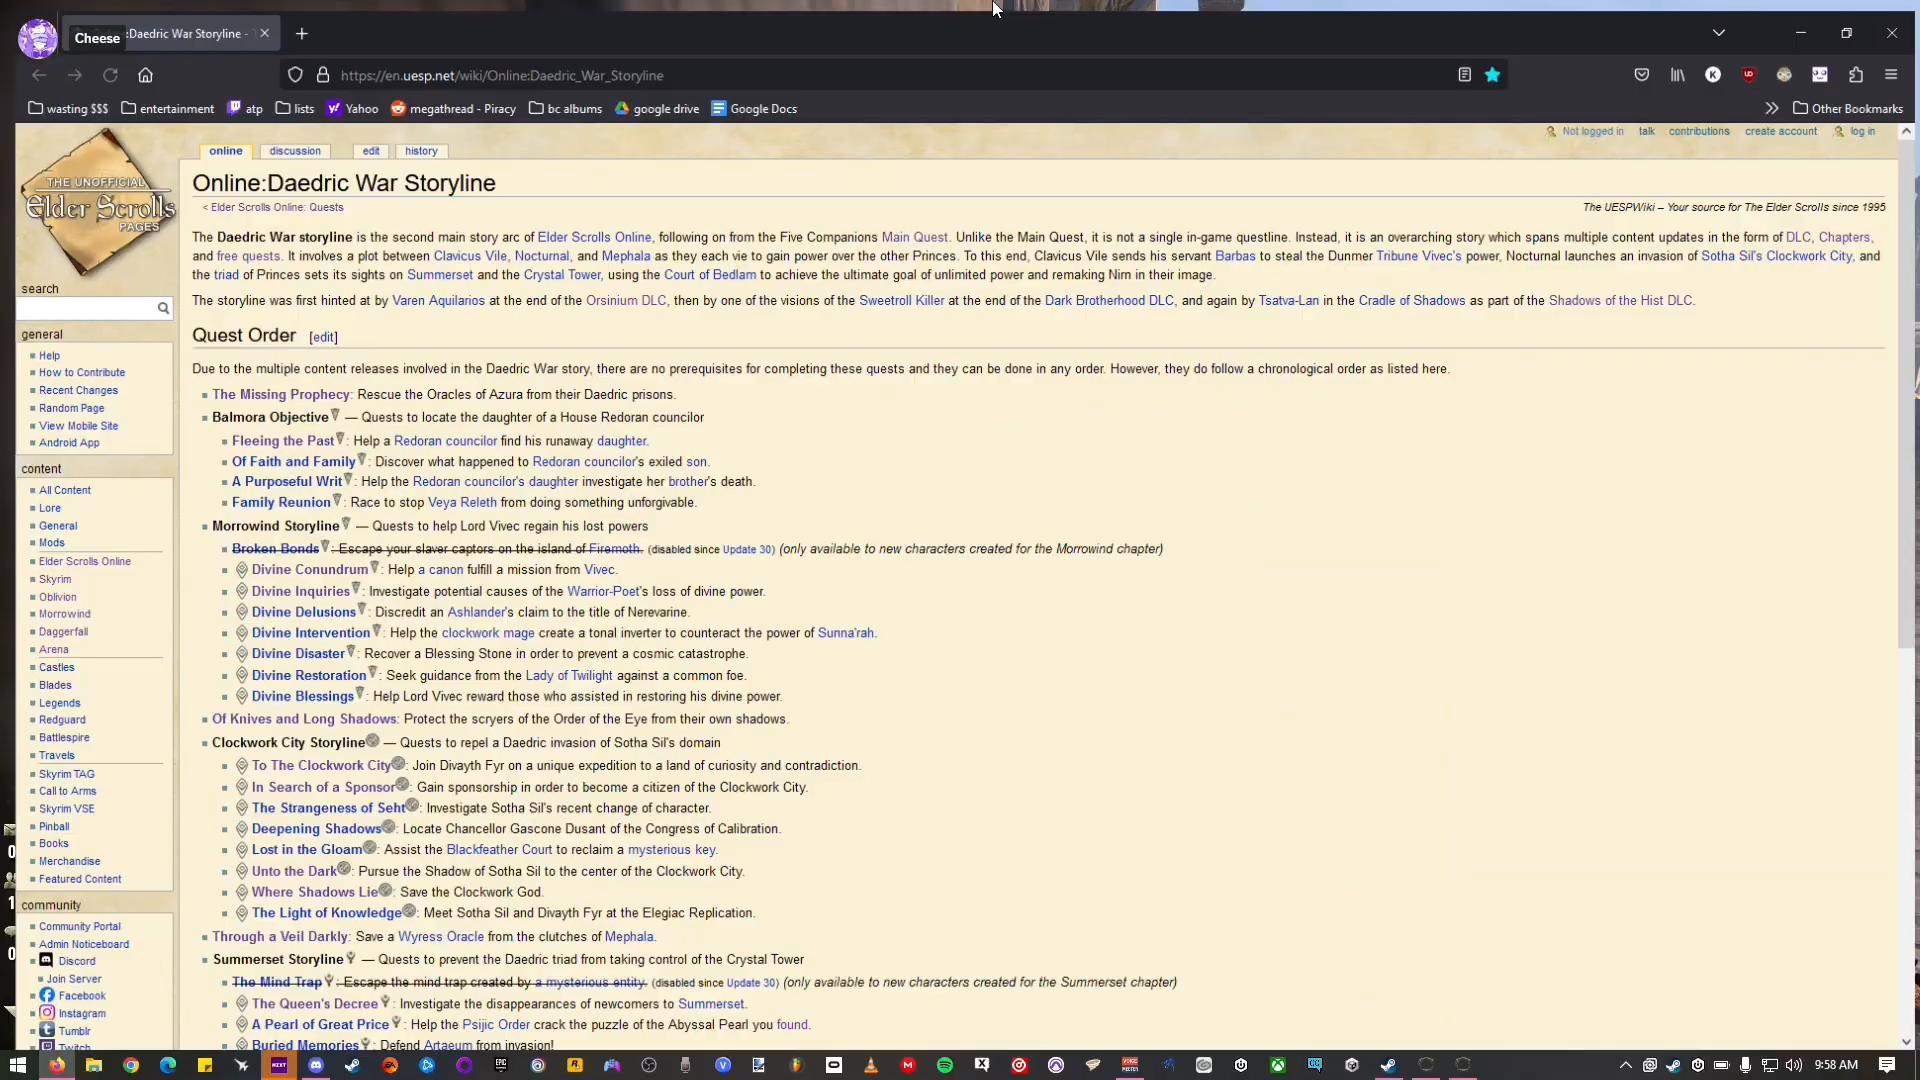 Cheese
:Daedric War Storyline -
https://en.uesp.net/wiki/Online:Daedric_War_Storyline
wasting $$$ entertainment atp lists Yahoo megathread - Piracy bc albums google drive Google Docs Other Bookmarks
Not logged in talk contributions create account log in
online discussion edit history
THE UNOFFICIAL
Elder Scrolls
PAGES
Online:Daedric War Storyline
< Elder Scrolls Online: Quests
The UESPWiki – Your source for The Elder Scrolls since 1995
The Daedric War storyline is the second main story arc of Elder Scrolls Online, following on from the Five Companions Main Quest. Unlike the Main Quest, it is not a single in-game questline. Instead, it is an overarching story which spans multiple content updates in the form of DLC, Chapters,
and free quests. It involves a plot between Clavicus Vile, Nocturnal, and Mephala as they each vie to gain power over the other Princes. To this end, Clavicus Vile sends his servant Barbas to steal the Dunmer Tribune Vivec's power, Nocturnal launches an invasion of Sotha Sil's Clockwork City, and
the triad of Princes sets its sights on Summerset and the Crystal Tower, using the Court of Bedlam to achieve the ultimate goal of unlimited power and remaking Nirn in their image.
The storyline was first hinted at by Varen Aquilarios at the end of the Orsinium DLC, then by one of the visions of the Sweetroll Killer at the end of the Dark Brotherhood DLC, and again by Tsatva-Lan in the Cradle of Shadows as part of the Shadows of the Hist DLC.
Quest Order [edit]
Due to the multiple content releases involved in the Daedric War story, there are no prerequisites for completing these quests and they can be done in any order. However, they do follow a chronological order as listed here.
The Missing Prophecy: Rescue the Oracles of Azura from their Daedric prisons.
Balmora Objective — Quests to locate the daughter of a House Redoran councilor
Fleeing the Past: Help a Redoran councilor find his runaway daughter.
Of Faith and Family: Discover what happened to Redoran councilor's exiled son.
A Purposeful Writ: Help the Redoran councilor's daughter investigate her brother's death.
Family Reunion: Race to stop Veya Releth from doing something unforgivable.
Morrowind Storyline — Quests to help Lord Vivec regain his lost powers
Broken Bonds: Escape your slaver captors on the island of Firemoth. (disabled since Update 30) (only available to new characters created for the Morrowind chapter)
Divine Conundrum: Help a canon fulfill a mission from Vivec.
Divine Inquiries: Investigate potential causes of the Warrior-Poet's loss of divine power.
Divine Delusions: Discredit an Ashlander's claim to the title of Nerevarine.
Divine Intervention: Help the clockwork mage create a tonal inverter to counteract the power of Sunna'rah.
Divine Disaster: Recover a Blessing Stone in order to prevent a cosmic catastrophe.
Divine Restoration: Seek guidance from the Lady of Twilight against a common foe.
Divine Blessings: Help Lord Vivec reward those who assisted in restoring his divine power.
Of Knives and Long Shadows: Protect the scryers of the Order of the Eye from their own shadows.
Clockwork City Storyline — Quests to repel a Daedric invasion of Sotha Sil's domain
To The Clockwork City: Join Divayth Fyr on a unique expedition to a land of curiosity and contradiction.
In Search of a Sponsor: Gain sponsorship in order to become a citizen of the Clockwork City.
The Strangeness of Seht: Investigate Sotha Sil's recent change of character.
Deepening Shadows: Locate Chancellor Gascone Dusant of the Congress of Calibration.
Lost in the Gloam: Assist the Blackfeather Court to reclaim a mysterious key.
Unto the Dark: Pursue the Shadow of Sotha Sil to the center of the Clockwork City.
Where Shadows Lie: Save the Clockwork God.
The Light of Knowledge: Meet Sotha Sil and Divayth Fyr at the Elegiac Replication.
Through a Veil Darkly: Save a Wyress Oracle from the clutches of Mephala.
Summerset Storyline — Quests to prevent the Daedric triad from taking control of the Crystal Tower
The Mind Trap: Escape the mind trap created by a mysterious entity. (disabled since Update 30) (only available to new characters created for the Summerset chapter)
The Queen's Decree: Investigate the disappearances of newcomers to Summerset.
A Pearl of Great Price: Help the Psijic Order crack the puzzle of the Abyssal Pearl you found.
Buried Memories: Defend Artaeum from invasion!
search
general
Help
How to Contribute
Recent Changes
Random Page
View Mobile Site
Android App
content
All Content
Lore
General
Mods
Elder Scrolls Online
Skyrim
Oblivion
Morrowind
Daggerfall
Arena
Castles
Blades
Legends
Redguard
Battlespire
Travels
Skyrim TAG
Call to Arms
Skyrim VSE
Pinball
Books
Merchandise
Featured Content
community
Community Portal
Admin Noticeboard
Discord
Join Server
Facebook
Instagram
Tumblr
Twitch
9:58 AM